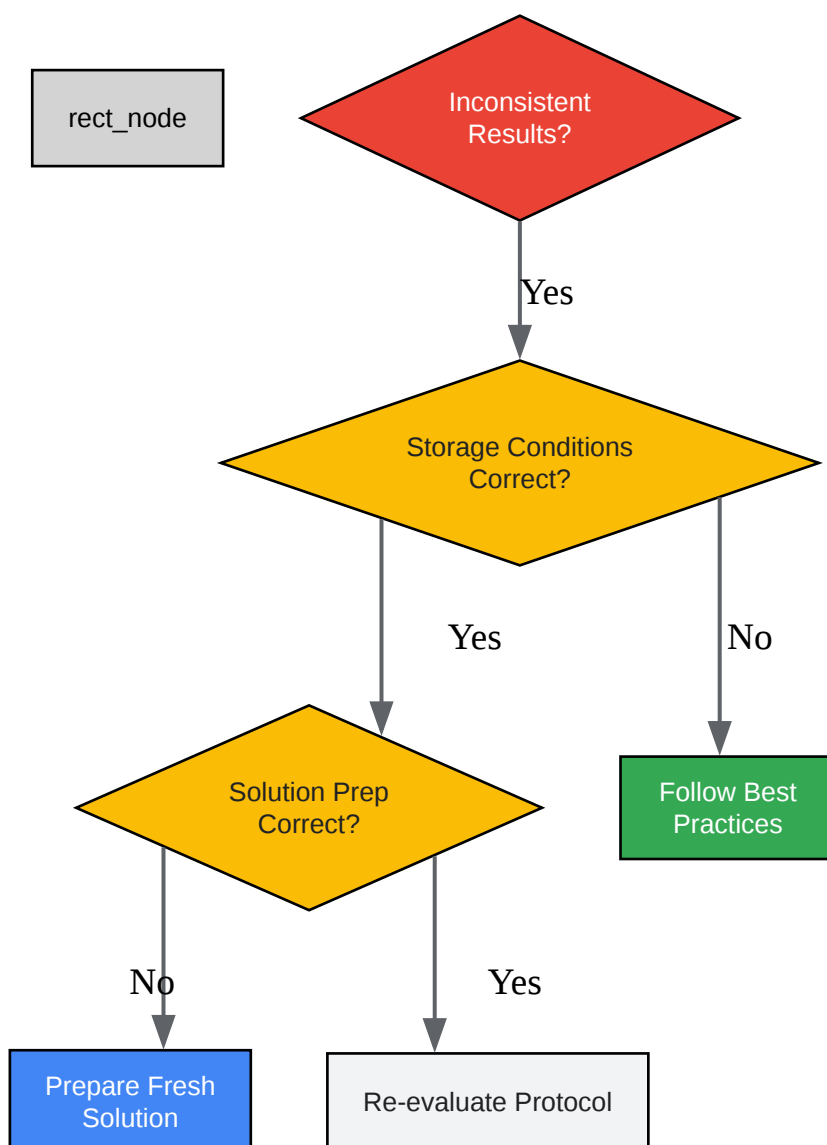 rect_node
Inconsistent
Results?
Yes
Storage Conditions
Correct?
Yes
No
Solution Prep
Correct?
Follow Best
Practices
No
Yes
Prepare Fresh
Solution
Re-evaluate Protocol